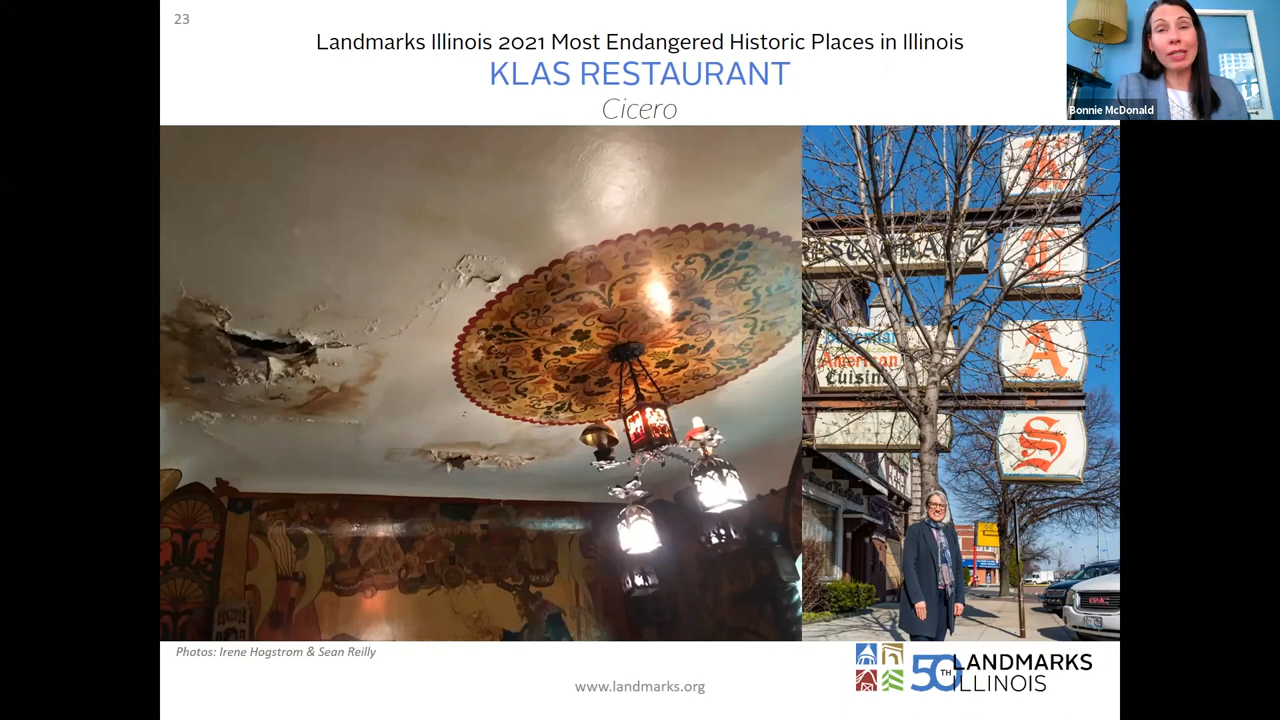 23
Landmarks Illinois 2021 Most Endangered Historic Places in Illinois
KLAS RESTAURANT
Cicero
Bonnie McDonald
American
Cuisine
A
S
GMC
Photos: Irene Hogstrom & Sean Reilly
www.landmarks.org
50TH LANDMARKS
ILLINOIS